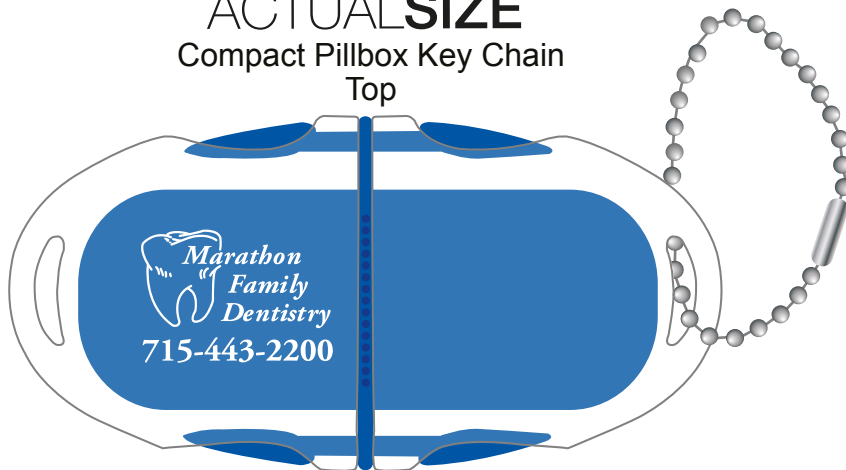 ACTUALSIZE
Compact Pillbox Key Chain
Top
Marathon
Family
Dentistry
715-443-2200